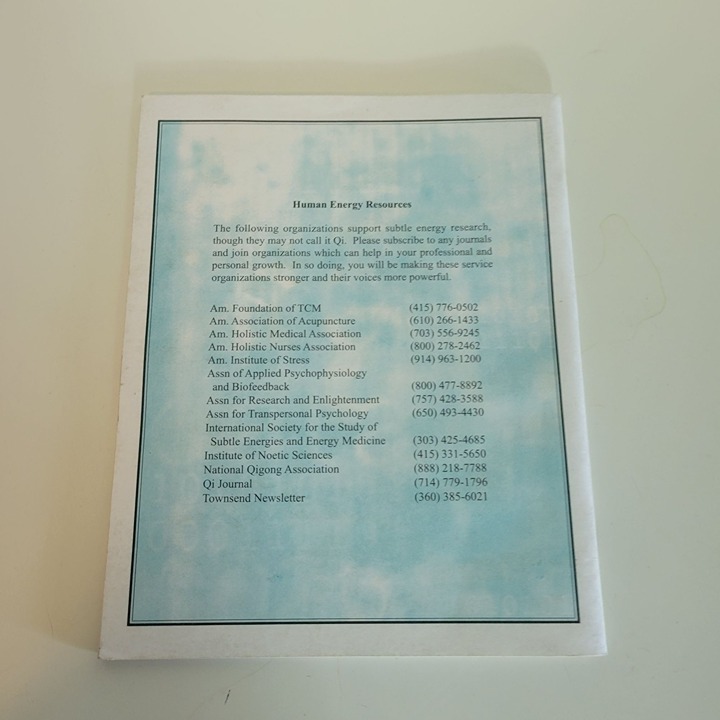 Human Energy Resources
The following organizations support subtle energy research,
though they may not call it Qi. Please subscribe to any journals
and join organizations which can help in your professional and
personal growth. In so doing, you will be making these service
organizations stronger and their voices more powerful.
Am. Foundation of TCM (415) 776-0502
Am. Association of Acupuncture (610) 266-1433
Am. Holistic Medical Association (703) 556-9245
Am. Holistic Nurses Association (800) 278-2462
Am. Institute of Stress (914) 963-1200
Assn of Applied Psychophysiology
and Biofeedback (800) 477-8892
Assn for Research and Enlightenment (757) 428-3588
Assn for Transpersonal Psychology (650) 493-4430
International Society for the Study of
Subtle Energies and Energy Medicine (303) 425-4685
Institute of Noetic Sciences (415) 331-5650
National Qigong Association (888) 218-7788
Qi Journal (714) 779-1796
Townsend Newsletter (360) 385-6021